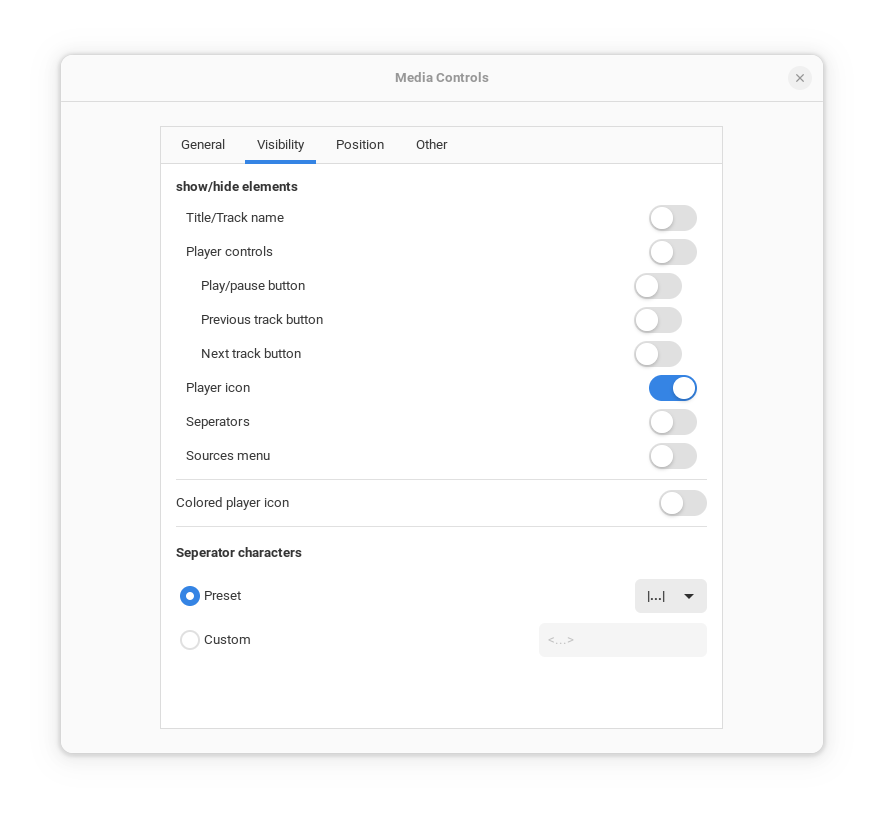 Media Controls
General Visibility Position Other
show/hide elements
Title/Track name
Player controls
Play/pause button
Previous track button
Next track button
Player icon
Seperators
Sources menu
Colored player icon
Seperator characters
Preset |...|
Custom <...>